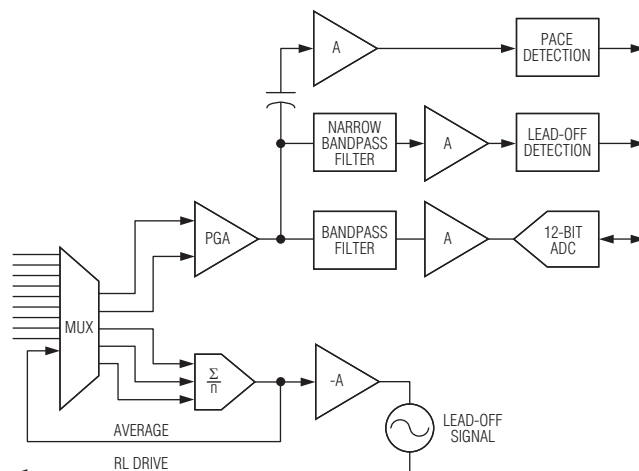 A
PACE
DETECTION
NARROW
BANDPASS
FILTER
A
LEAD-OFF
DETECTION
PGA
BANDPASS
FILTER
A
12-BIT
ADC
MUX
Σ
n
-A
AVERAGE
LEAD-OFF
SIGNAL
RL DRIVE